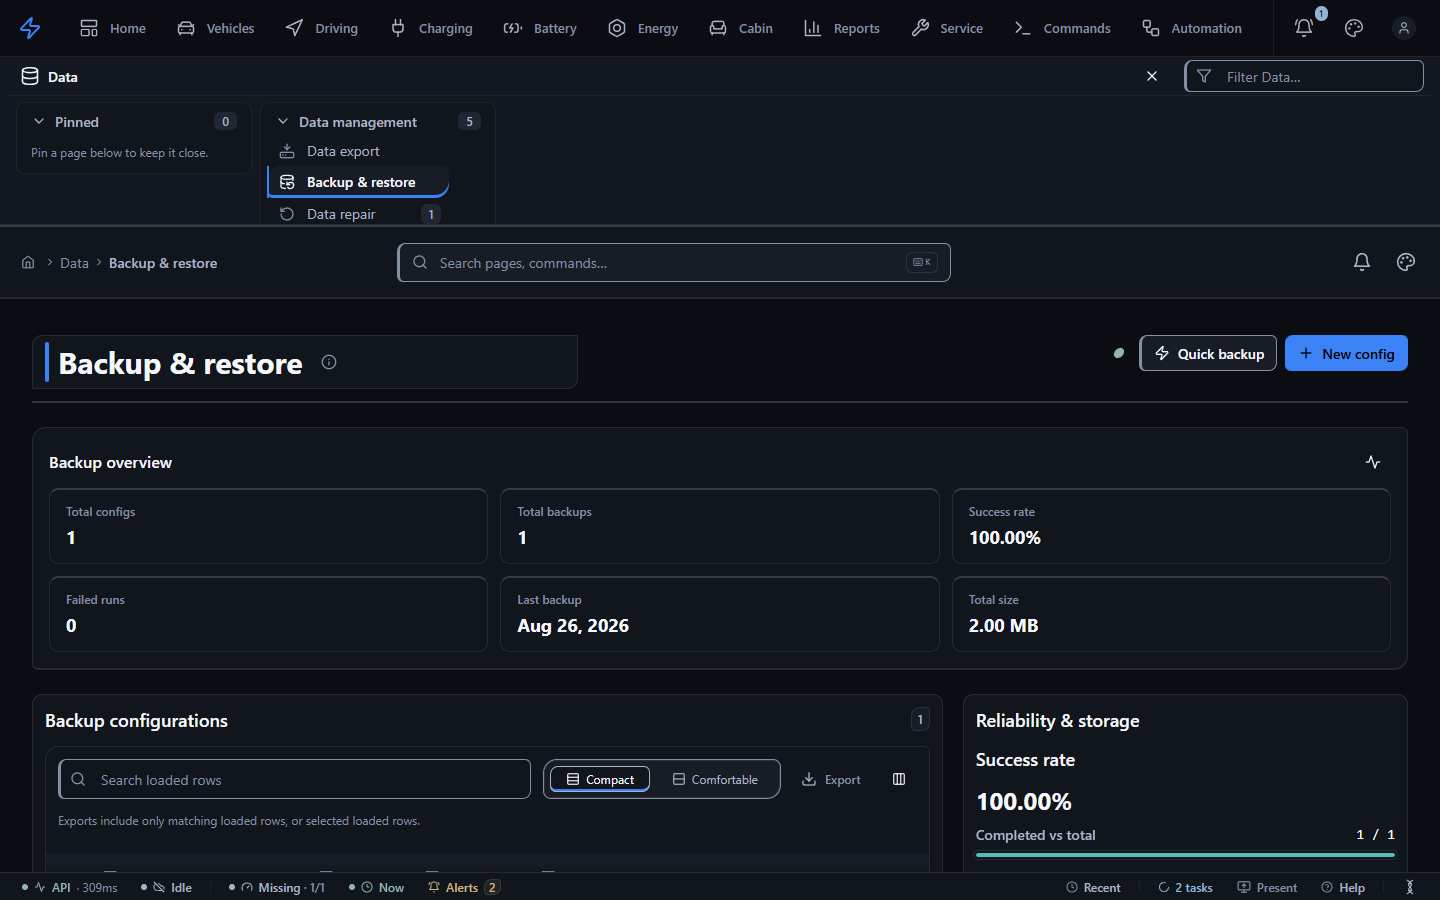 Home Vehicles Driving Charging Battery Energy Cabin Reports Service Commands Automation 1
Data
Filter Data...
Pinned 0
Pin a page below to keep it close.
Data management 5
Data export
Backup & restore
Data repair 1
Data Backup & restore
Search pages, commands... K
Backup & restore
Quick backup
New config
Backup overview
Total configs
1
Total backups
1
Success rate
100.00%
Failed runs
0
Last backup
Aug 26, 2026
Total size
2.00 MB
Backup configurations 1
Search loaded rows
Compact Comfortable Export
Exports include only matching loaded rows, or selected loaded rows.
Reliability & storage
Success rate
100.00%
Completed vs total 1 / 1
API · 309ms Idle Missing · 1/1 Now Alerts 2 Recent 2 tasks Present Help